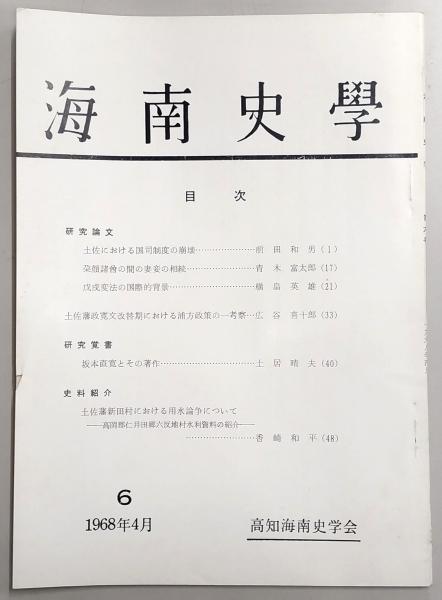 海南史學
目次
研究論文
土佐における国司制度の崩壊…………………前田和男(1)
朶顔諸酋の間の妻妾の相続…………………青木富太郎(17)
戊戌変法の国際的背景…………………横畠英雄(21)
土佐藩政寛文改替期における浦方政策の一考察…広谷喜十郎(33)
研究覚書
坂本直寛とその著作…………………土居晴夫(40)
史料紹介
土佐藩新田村における用水論争について
――高岡郡仁井田郷六反地村水利資料の紹介――
…………………香崎和平(48)
6
1968年4月
高知海南史学会